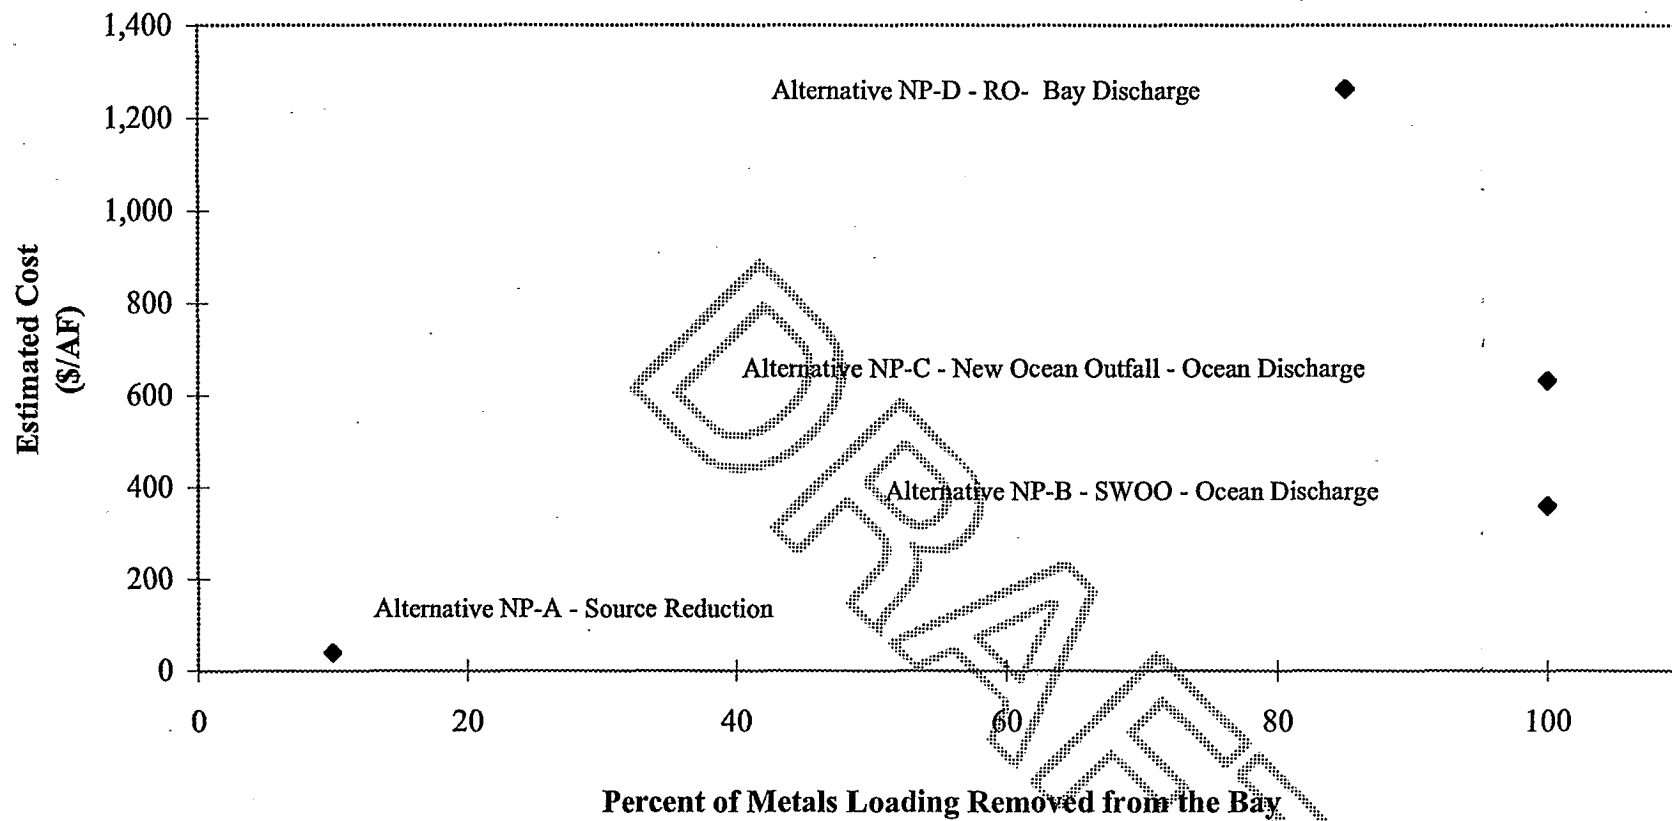 1,400
Alternative NP-D - RO- Bay Discharge
1,200
1,000
Estimated Cost
($/AF)
800
Alternative NP-C - New Ocean Outfall - Ocean Discharge
600
400
Alternative NP-B - SWOO - Ocean Discharge
200
Alternative NP-A - Source Reduction
0
0 20 40 60 80 100
Percent of Metals Loading Removed from the Bay
DRAFT